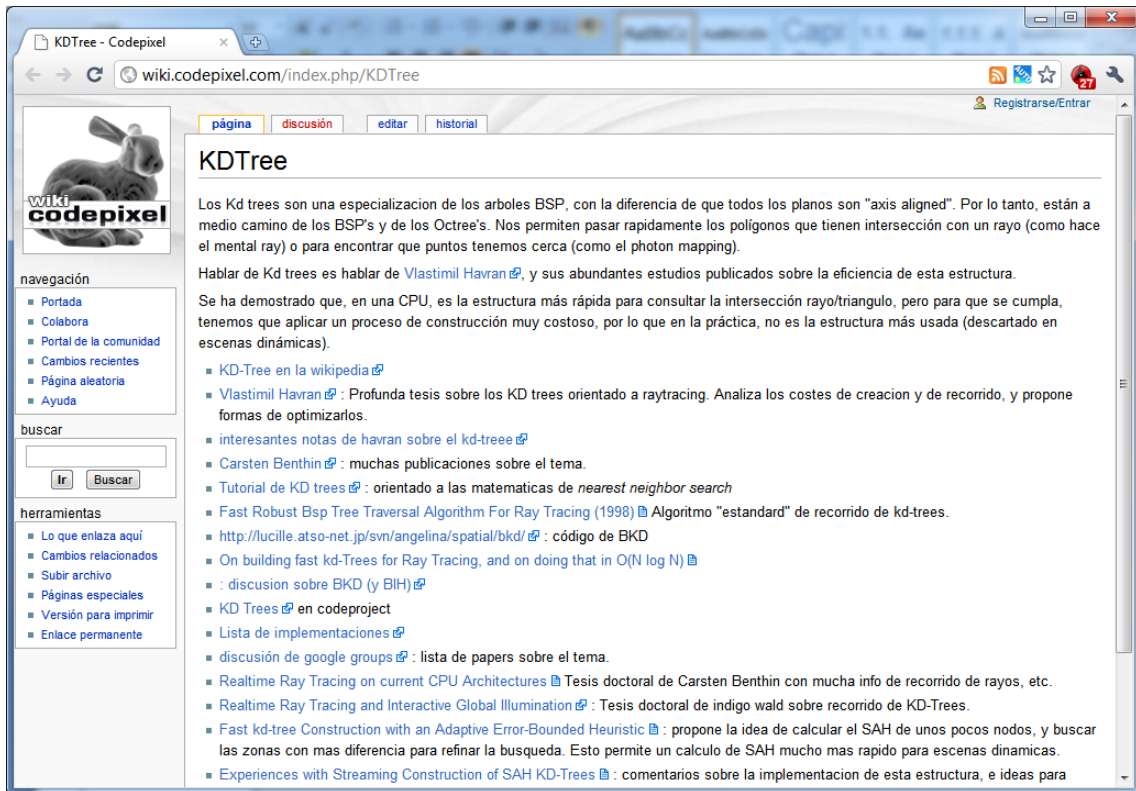 KDTree - Codepixel
wiki.codepixel.com/index.php/KDTree
27
Registrarse/Entrar
wiki
codepixel
página
discusión
editar
historial
KDTree
Los Kd trees son una especializacion de los arboles BSP, con la diferencia de que todos los planos son "axis aligned". Por lo tanto, están a
medio camino de los BSP's y de los Octree's. Nos permiten pasar rapidamente los polígonos que tienen intersección con un rayo (como hace
el mental ray) o para encontrar que puntos tenemos cerca (como el photon mapping).
Hablar de Kd trees es hablar de Vlastimil Havran, y sus abundantes estudios publicados sobre la eficiencia de esta estructura.
Se ha demostrado que, en una CPU, es la estructura más rápida para consultar la intersección rayo/triangulo, pero para que se cumpla,
tenemos que aplicar un proceso de construcción muy costoso, por lo que en la práctica, no es la estructura más usada (descartado en
escenas dinámicas).
KD-Tree en la wikipedia
Vlastimil Havran : Profunda tesis sobre los KD trees orientado a raytracing. Analiza los costes de creacion y de recorrido, y propone
formas de optimizarlos.
interesantes notas de havran sobre el kd-treee
Carsten Benthin : muchas publicaciones sobre el tema.
Tutorial de KD trees : orientado a las matematicas de nearest neighbor search
Fast Robust Bsp Tree Traversal Algorithm For Ray Tracing (1998) Algoritmo "estandard" de recorrido de kd-trees.
http://lucille.atso-net.jp/svn/angelina/spatial/bkd/ : código de BKD
On building fast kd-Trees for Ray Tracing, and on doing that in O(N log N)
: discusion sobre BKD (y BIH)
KD Trees en codeproject
Lista de implementaciones
discusión de google groups : lista de papers sobre el tema.
Realtime Ray Tracing on current CPU Architectures Tesis doctoral de Carsten Benthin con mucha info de recorrido de rayos, etc.
Realtime Ray Tracing and Interactive Global Illumination : Tesis doctoral de indigo wald sobre recorrido de KD-Trees.
Fast kd-tree Construction with an Adaptive Error-Bounded Heuristic : propone la idea de calcular el SAH de unos pocos nodos, y buscar
las zonas con mas diferencia para refinar la busqueda. Esto permite un calculo de SAH mucho mas rapido para escenas dinamicas.
Experiences with Streaming Construction of SAH KD-Trees : comentarios sobre la implementacion de esta estructura, e ideas para
navegación
Portada
Colabora
Portal de la comunidad
Cambios recientes
Página aleatoria
Ayuda
buscar
Ir
Buscar
herramientas
Lo que enlaza aquí
Cambios relacionados
Subir archivo
Páginas especiales
Versión para imprimir
Enlace permanente